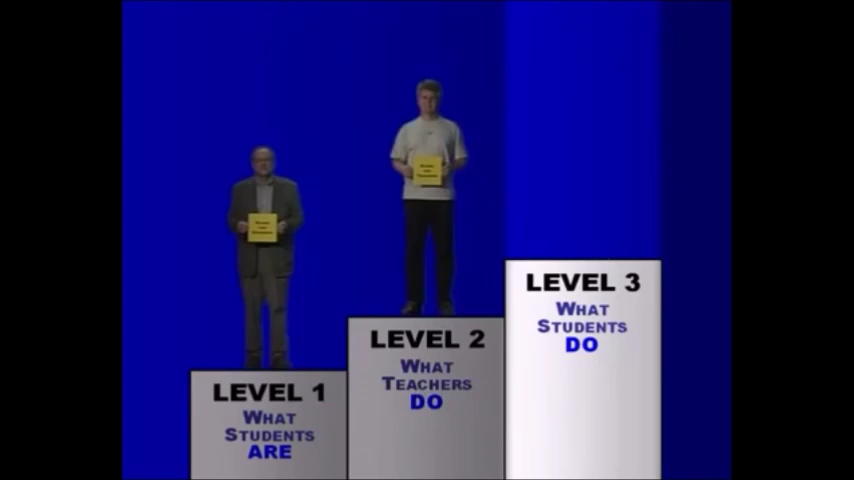 LEVEL 1
WHAT
STUDENTS
ARE
LEVEL 2
WHAT
TEACHERS
DO
LEVEL 3
WHAT
STUDENTS
DO